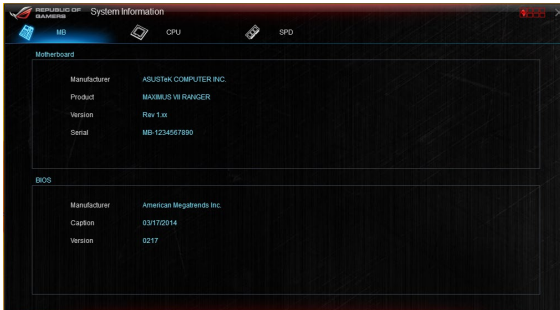 REPUBLIC OF GAMERS System Information
MB CPU SPD
Motherboard
Manufacturer ASUSTeK COMPUTER INC.
Product MAXIMUS VII RANGER
Version Rev 1.xx
Serial MB-1234567890
BIOS
Manufacturer American Megatrends Inc.
Caption 03/17/2014
Version 0217